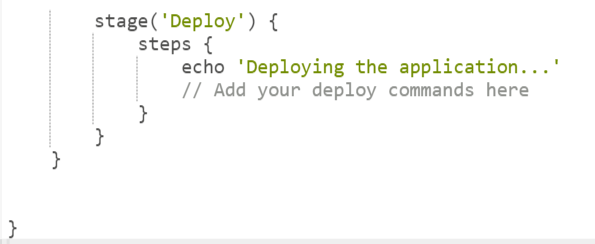 stage('Deploy') {
steps {
echo 'Deploying the application...'
// Add your deploy commands here
}
}
}
}